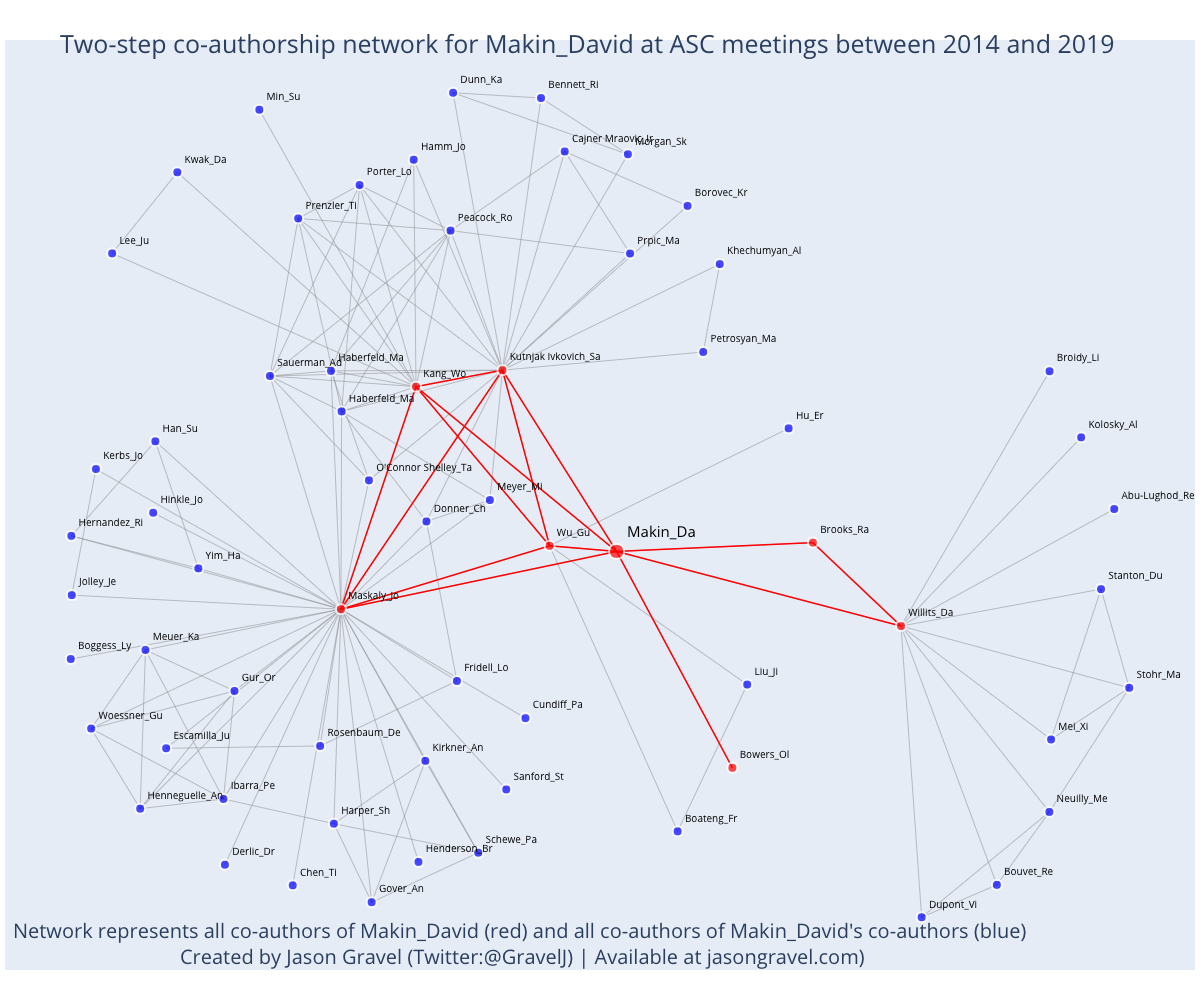 Two-step co-authorship network for Makin_David at ASC meetings between 2014 and 2019
Dunn_Ka
Bennett_Ri
Min_Su
Cajner Mraovic_Ir
Morgan_Sk
Hamm_Jo
Kwak_Da
Porter_Lo
Borovec_Kr
Prenzler_Ti
Peacock_Ro
Lee_Ju
Prpic_Ma
Khechumyan_Al
Petrosyan_Ma
Haberfeld_Ma
Kutnjak Ivkovich_Sa
Broidy_Li
Sauerman_Ad
Kang_Wo
Haberfeld_Ma
Hu_Er
Kolosky_Al
Han_Su
Kerbs_Jo
O'Connor Shelley_Ta
Meyer_Mi
Abu-Lughod_Re
Hinkle_Jo
Donner_Ch
Hernandez_Ri
Wu_Gu
Makin_Da
Brooks_Ra
Yim_Ha
Jolley_Je
Stanton_Du
Maskaly_Jo
Willits_Da
Meuer_Ka
Boggess_Ly
Fridell_Lo
Liu_Ji
Stohr_Ma
Gur_Or
Cundiff_Pa
Woessner_Gu
Escamilla_Ju
Rosenbaum_De
Mei_Xi
Kirkner_An
Bowers_Ol
Sanford_St
Henneguelle_An
Ibarra_Pe
Neuilly_Me
Harper_Sh
Boateng_Fr
Schewe_Pa
Henderson_Br
Derlic_Dr
Chen_Ti
Bouvet_Re
Gover_An
Dupont_Vi
Network represents all co-authors of Makin_David (red) and all co-authors of Makin_David's co-authors (blue)
Created by Jason Gravel (Twitter:@GravelJ) | Available at jasongravel.com)